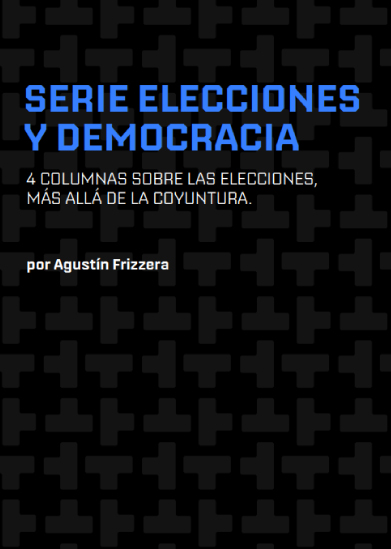 SERIE ELECCIONES
Y DEMOCRACIA
4 COLUMNAS SOBRE LAS ELECCIONES,
MÁS ALLÁ DE LA COYUNTURA.
por Agustín Frizzera